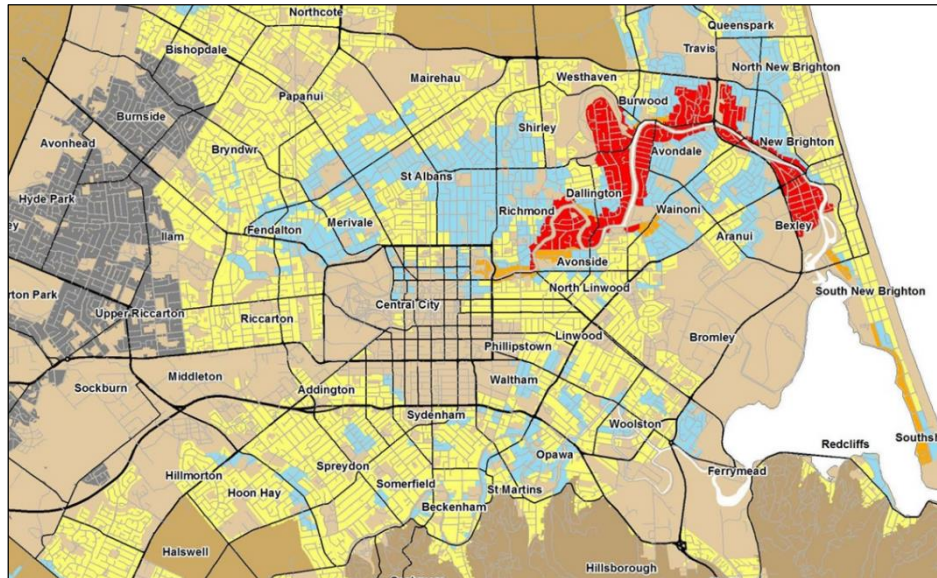 Northcote
Queenspark
Bishopdale
Travis
North New Brighton
Mairehau
Westhaven
Papanui
Burwood
Burnside
Shirley
Avonhead
Bryndwr
Avondale
New Brighton
St Albans
Dallington
Hyde Park
Richmond
Wainoni
Merivale
Ilam
Fendalton
Aranui
Bexley
Avonside
North Linwood
South New Brighton
Central City
Upper Riccarton
Riccarton
Linwood
Bromley
Phillipstown
Middleton
Waltham
Sockburn
Addington
Sydenham
Woolston
Redcliffs
Opawa
Spreydon
Ferrymead
Hillmorton
Somerfield
Hoon Hay
St Martins
Beckenham
Halswell
Hillsborough